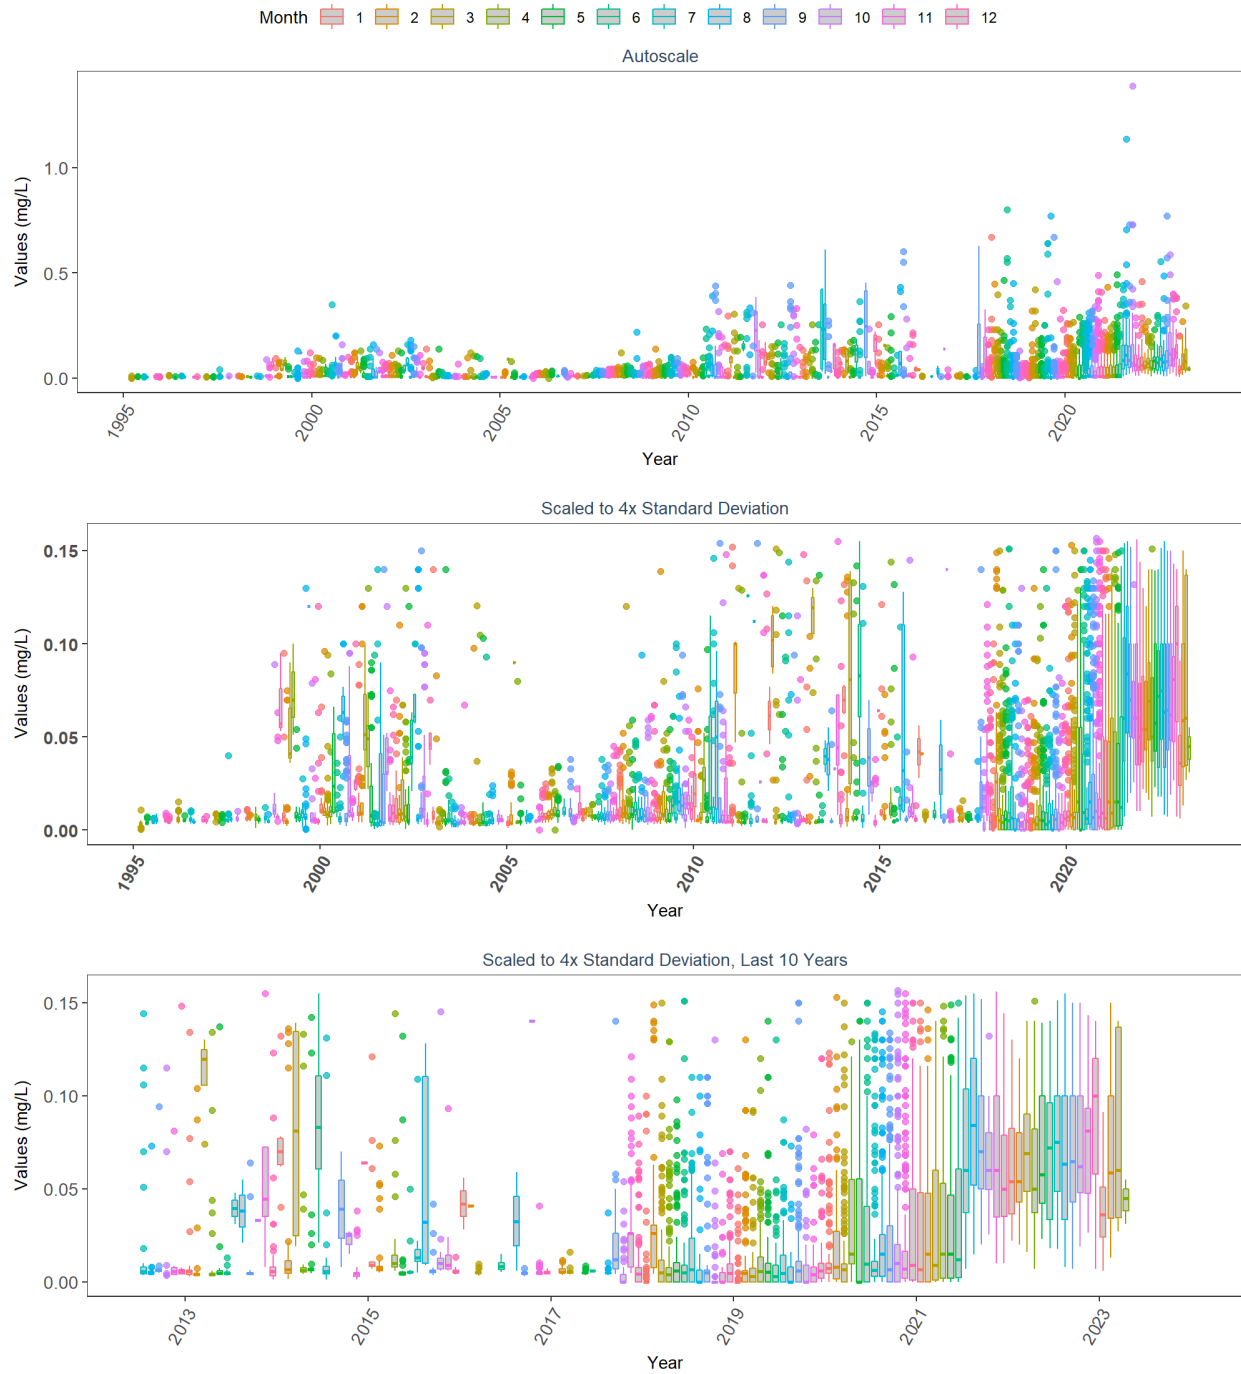 Month 1 2 3 4 5 6 7 8 9 10 11 12
Autoscale
Values (mg/L)
1.0
0.5
0.0
1995 2000 2005 2010 2015 2020
Year
Scaled to 4x Standard Deviation
Values (mg/L)
0.15
0.10
0.05
0.00
1995 2000 2005 2010 2015 2020
Year
Scaled to 4x Standard Deviation, Last 10 Years
Values (mg/L)
0.15
0.10
0.05
0.00
2013 2015 2017 2019 2021 2023
Year